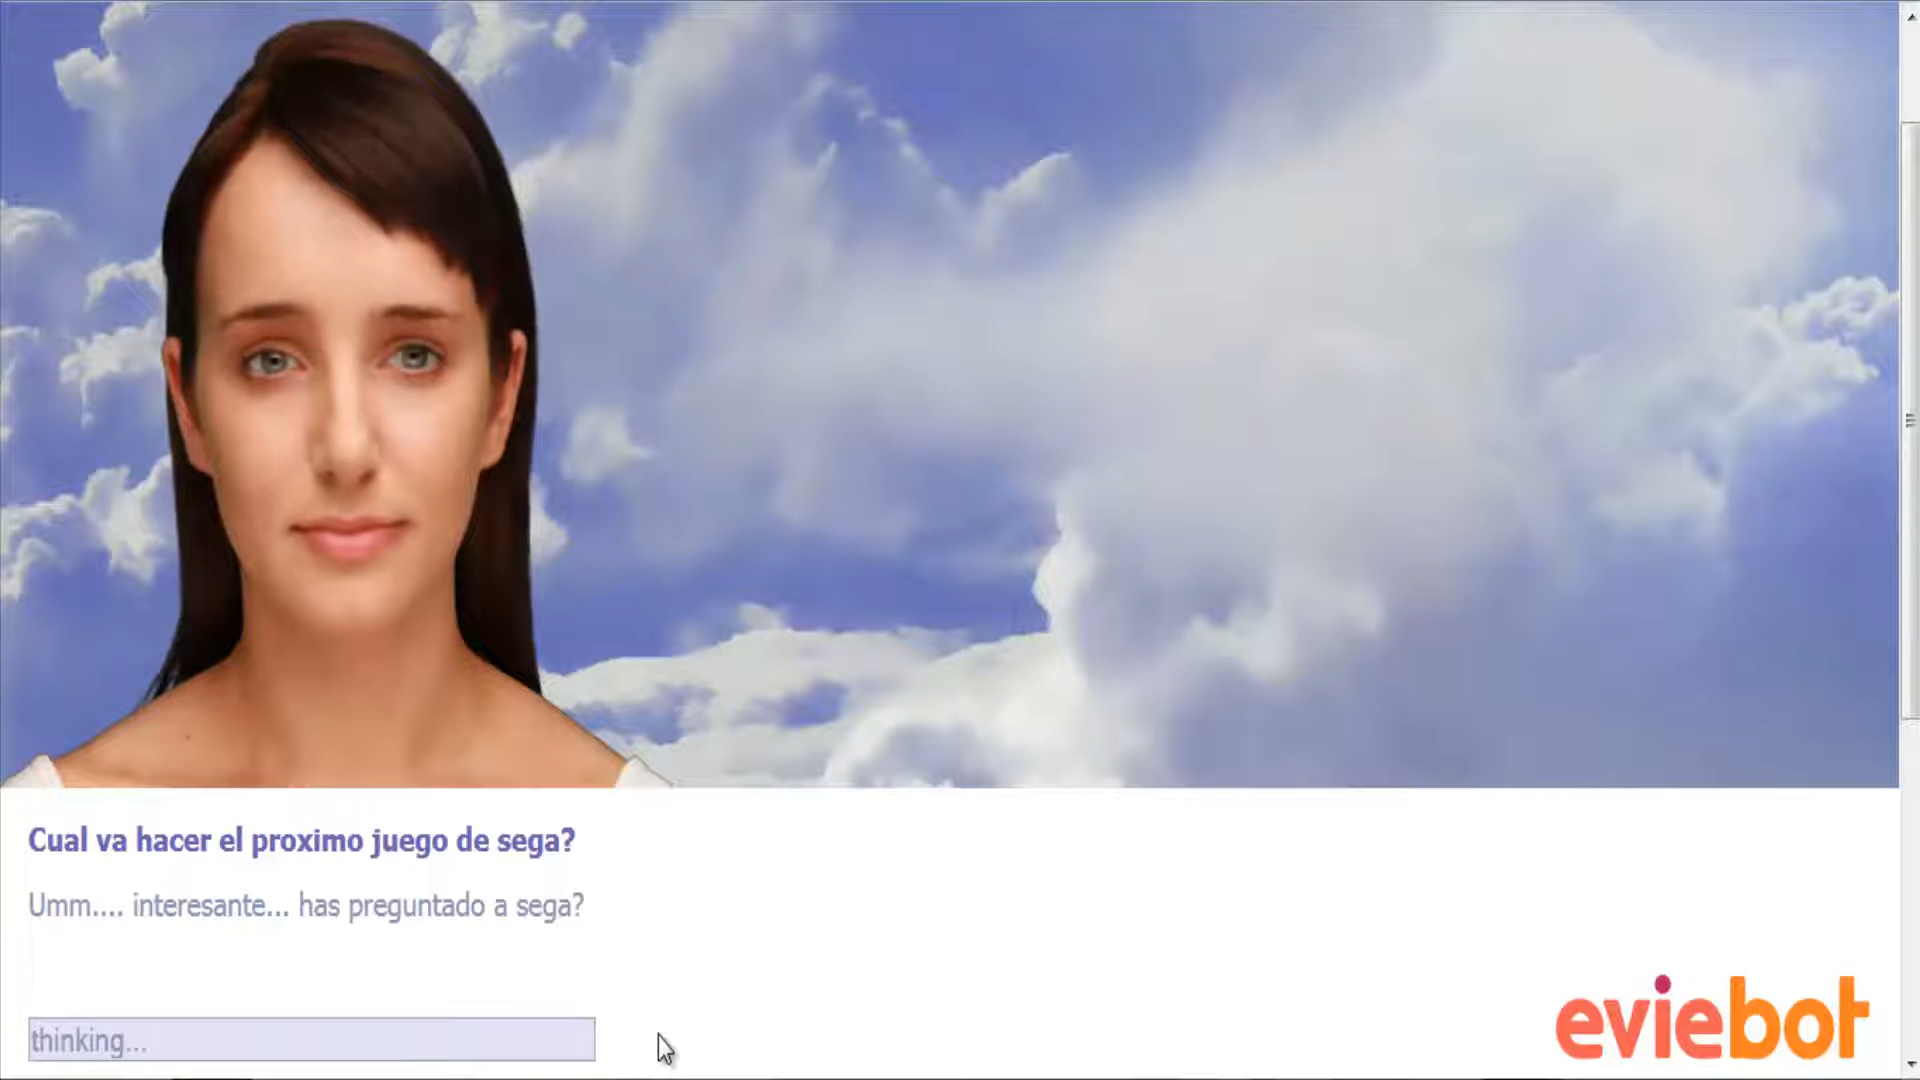 Cual va hacer el proximo juego de sega?
Umm.... interesante... has preguntado a sega?
thinking...
eviebot